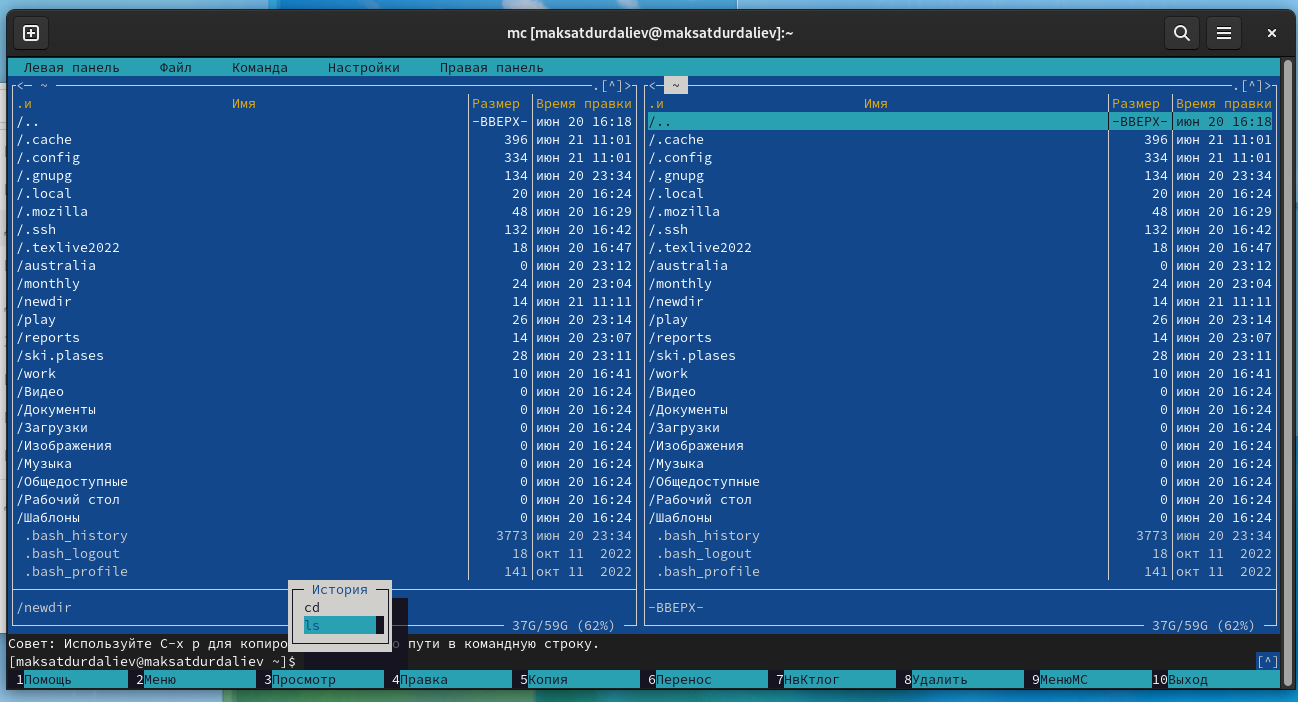 mc [maksatdurdaliev@maksatdurdaliev]:~
Левая панель Файл Команда Настройки Правая панель
<─ ~ .[^]>
.и Имя Размер Время правки
/.. -ВВЕРХ- июн 20 16:18
/.cache 396 июн 21 11:01
/.config 334 июн 21 11:01
/.gnupg 134 июн 20 23:34
/.local 20 июн 20 16:24
/.mozilla 48 июн 20 16:29
/.ssh 132 июн 20 16:42
/.texlive2022 18 июн 20 16:47
/australia 0 июн 20 23:12
/monthly 24 июн 20 23:04
/newdir 14 июн 21 11:11
/play 26 июн 20 23:14
/reports 14 июн 20 23:07
/ski.plases 28 июн 20 23:11
/work 10 июн 20 16:41
/Видео 0 июн 20 16:24
/Документы 0 июн 20 16:24
/Загрузки 0 июн 20 16:24
/Изображения 0 июн 20 16:24
/Музыка 0 июн 20 16:24
/Общедоступные 0 июн 20 16:24
/Рабочий стол 0 июн 20 16:24
/Шаблоны 0 июн 20 16:24
.bash_history 3773 июн 20 23:34
.bash_logout 18 окт 11 2022
.bash_profile 141 окт 11 2022
/newdir
37G/59G (62%)
<─ ~ .[^]>
.и Имя Размер Время правки
/.. -ВВЕРХ- июн 20 16:18
/.cache 396 июн 21 11:01
/.config 334 июн 21 11:01
/.gnupg 134 июн 20 23:34
/.local 20 июн 20 16:24
/.mozilla 48 июн 20 16:29
/.ssh 132 июн 20 16:42
/.texlive2022 18 июн 20 16:47
/australia 0 июн 20 23:12
/monthly 24 июн 20 23:04
/newdir 14 июн 21 11:11
/play 26 июн 20 23:14
/reports 14 июн 20 23:07
/ski.plases 28 июн 20 23:11
/work 10 июн 20 16:41
/Видео 0 июн 20 16:24
/Документы 0 июн 20 16:24
/Загрузки 0 июн 20 16:24
/Изображения 0 июн 20 16:24
/Музыка 0 июн 20 16:24
/Общедоступные 0 июн 20 16:24
/Рабочий стол 0 июн 20 16:24
/Шаблоны 0 июн 20 16:24
.bash_history 3773 июн 20 23:34
.bash_logout 18 окт 11 2022
.bash_profile 141 окт 11 2022
-ВВЕРХ-
37G/59G (62%)
История
cd
ls
Совет: Используйте C-x p для копиро о пути в командную строку.
[maksatdurdaliev@maksatdurdaliev ~]$ [^]
1Помощь 2Меню 3Просмотр 4Правка 5Копия 6Перенос 7НвКтлог 8Удалить 9МенюМС 10Выход